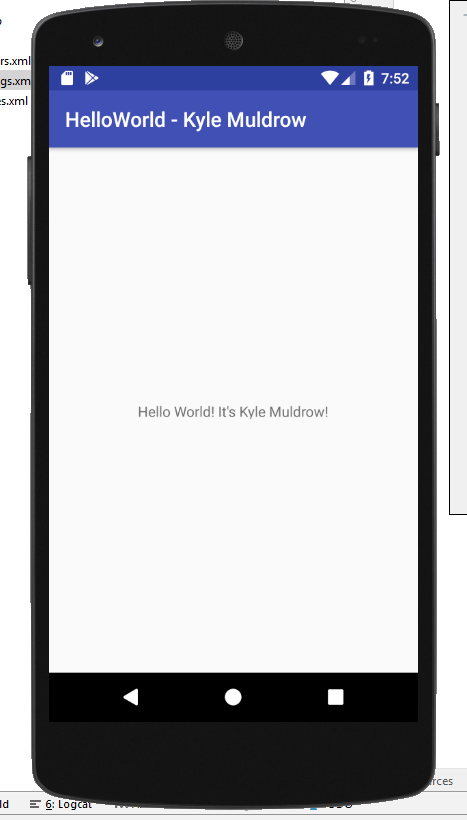 rs.xml
gs.xm
es.xml
7:52
HelloWorld - Kyle Muldrow
Hello World! It's Kyle Muldrow!
rces
ld
6: Logcat